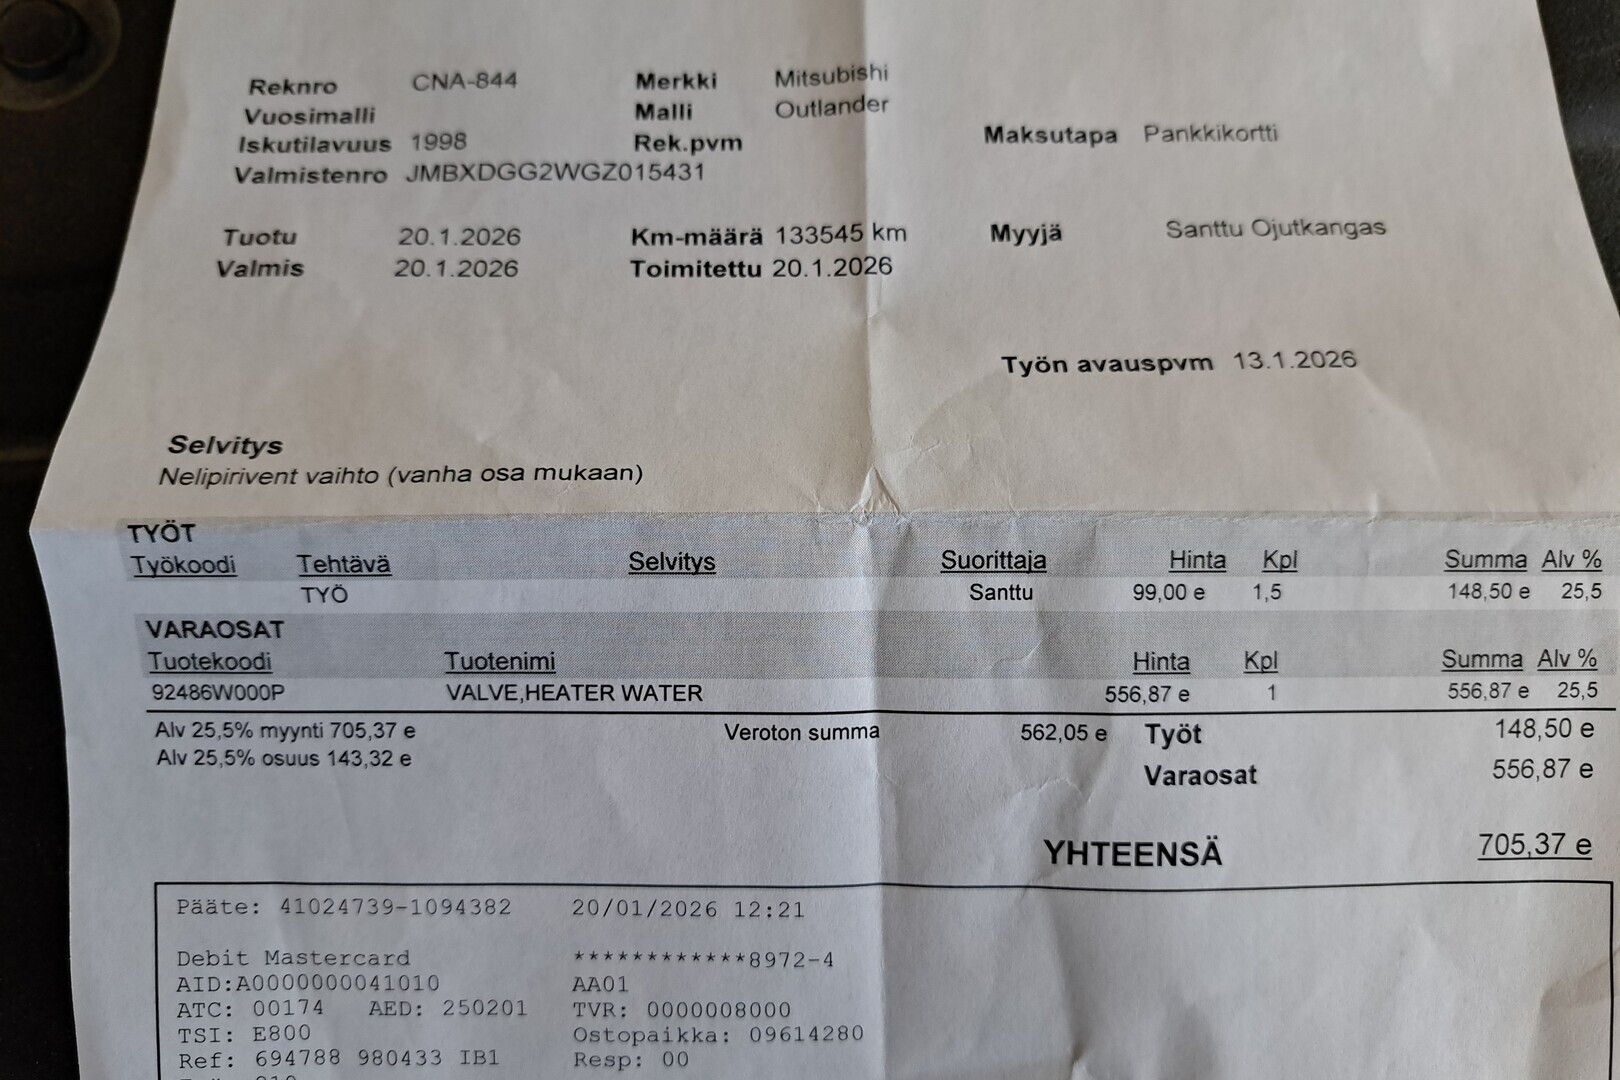 Reknro CNA-844 Merkki Mitsubishi
Vuosimalli Malli Outlander
Iskutilavuus 1998 Rek.pvm Maksutapa Pankkikortti
Valmistenro JMBXDGG2WGZ015431
Tuotu 20.1.2026 Km-määrä 133545 km Myyjä Santtu Ojutkangas
Valmis 20.1.2026 Toimitettu 20.1.2026
Työn avauspvm 13.1.2026
Selvitys
Nelipirivent vaihto (vanha osa mukaan)
TYÖT
Työkoodi Tehtävä Selvitys Suorittaja Hinta Kpl Summa Alv %
TYÖ Santtu 99,00 e 1,5 148,50 e 25,5
VARAOSAT
Tuotekoodi Tuotenimi Hinta Kpl Summa Alv %
92486W000P VALVE,HEATER WATER 556,87 e 1 556,87 e 25,5
Alv 25,5% myynti 705,37 e Veroton summa 562,05 e Työt 148,50 e
Alv 25,5% osuus 143,32 e Varaosat 556,87 e
YHTEENSÄ 705,37 e
Pääte: 41024739-1094382 20/01/2026 12:21
Debit Mastercard ************8972-4
AID:A0000000041010 AA01
ATC: 00174 AED: 250201 TVR: 0000008000
TSI: E800 Ostopaikka: 09614280
Ref: 694788 980433 IB1 Resp: 00